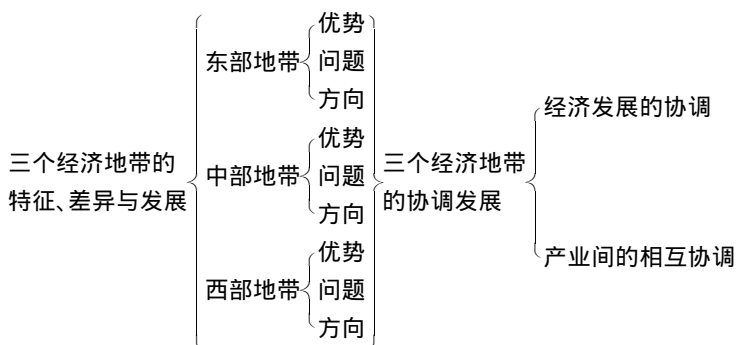 三个经济地带的
特征、差异与发展
东部地带
优势
问题
方向
中部地带
优势
问题
方向
西部地带
优势
问题
方向
三个经济地带
的协调发展
经济发展的协调
产业间的相互协调